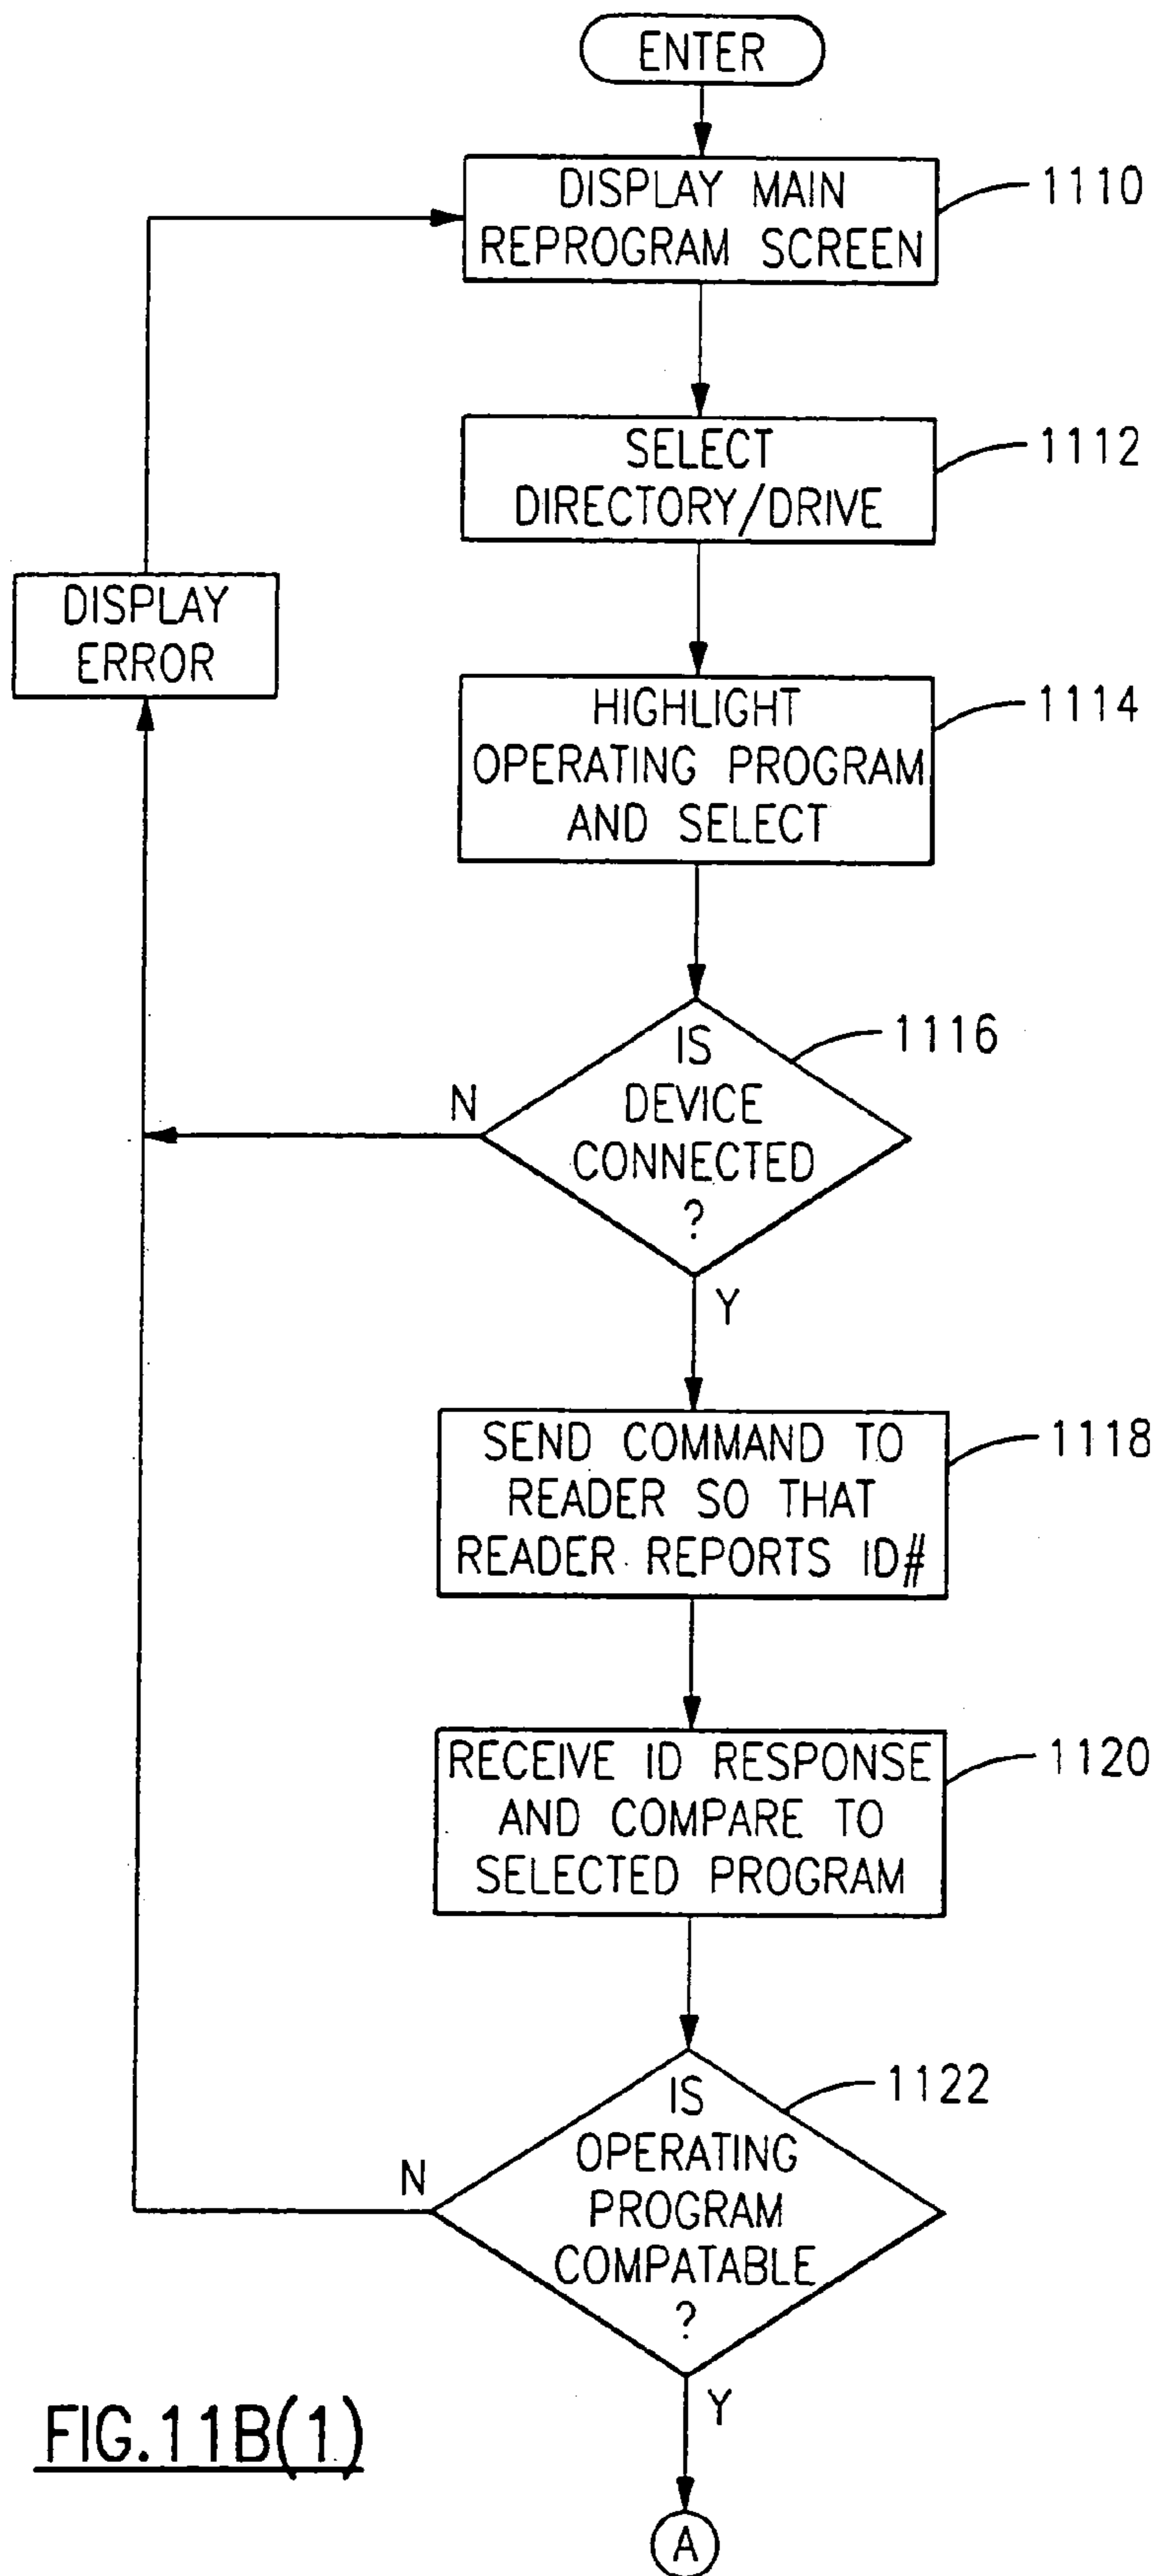 ENTER
DISPLAY MAIN
REPROGRAM SCREEN
1110
SELECT
DIRECTORY/DRIVE
1112
DISPLAY
ERROR
HIGHLIGHT
OPERATING PROGRAM
AND SELECT
1114
IS
DEVICE
CONNECTED
?
1116
N
Y
SEND COMMAND TO
READER SO THAT
READER REPORTS ID#
1118
RECEIVE ID RESPONSE
AND COMPARE TO
SELECTED PROGRAM
1120
IS
OPERATING
PROGRAM
COMPATABLE
?
1122
N
Y
A
FIG.11B(1)